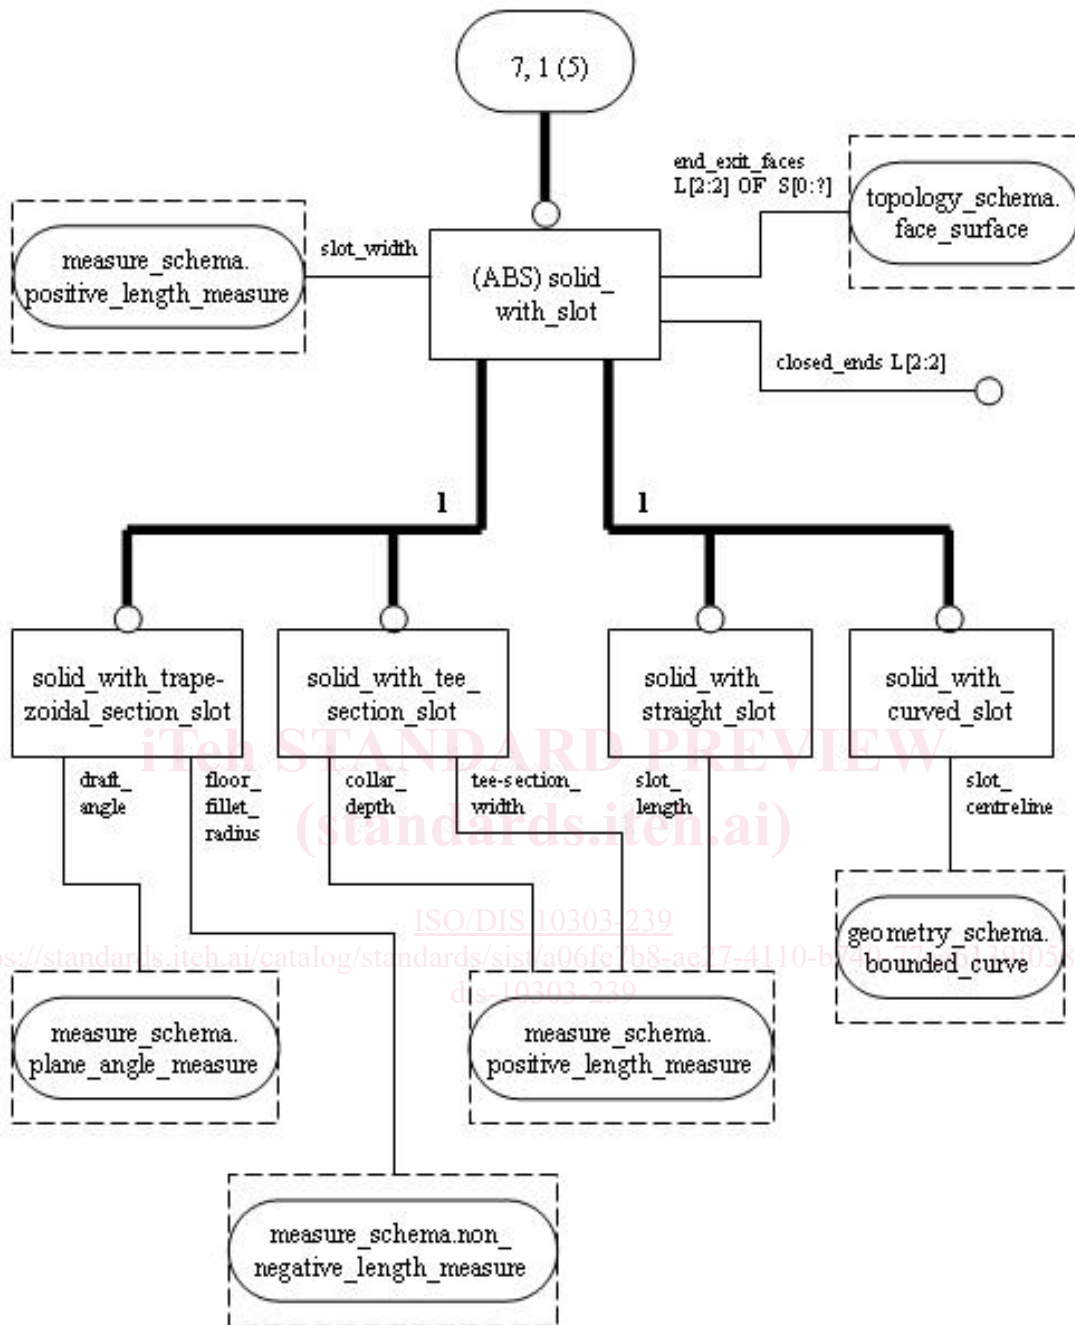 7, 1 (5)
end_exit_faces
L[2:2] OF S[0:?]
topology_schema.
face_surface
measure_schema.
positive_length_measure
slot_width
(ABS) solid_
with_slot
closed_ends L[2:2]
1
1
solid_with_trape-
zoidal_section_slot
solid_with_tee_
section_slot
solid_with_
straight_slot
solid_with_
curved_slot
iTeh STANDARD PREVIEW
(standards.iteh.ai)
draft_
angle
floor_
fillet_
radius
collar_
depth
tee-section_
width
slot_
length
slot_
centreline
ISO/DIS 10303-239
dis-10303-239
geometry_schema.
bounded_curve
measure_schema.
plane_angle_measure
measure_schema.
positive_length_measure
measure_schema.non_
negative_length_measure